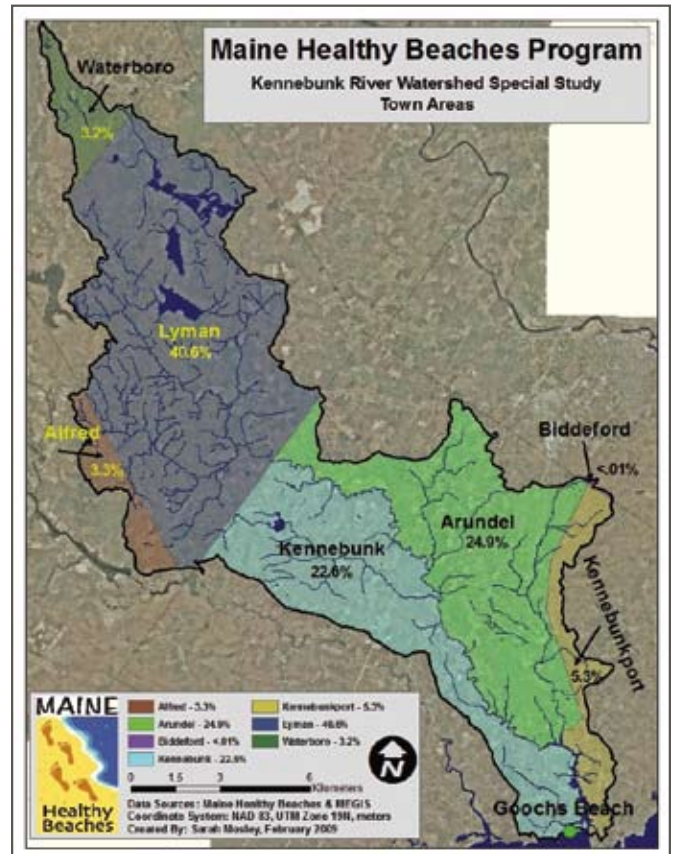 Maine Healthy Beaches Program
Kennebunk River Watershed Special Study
Town Areas
Waterboro
3.2%
Lyman
40.6%
Alfred
3.3%
Biddeford
<.01%
Arundel
24.9%
Kennebunk
22.6%
Kennebunkport
5.3%
Goochs Beach
MAINE
Healthy
Beaches
Alfred - 3.3%
Arundel - 24.9%
Biddeford - <.01%
Kennebunk - 22.6%
Kennebunkport - 5.3%
Lyman - 40.6%
Waterboro - 3.2%
N
0 1.5 3 6
Kilometers
Data Sources: Maine Healthy Beaches & MEGIS
Coordinate System: NAD 83, UTM Zone 19N, meters
Created By: Sarah Mosley, February 2009